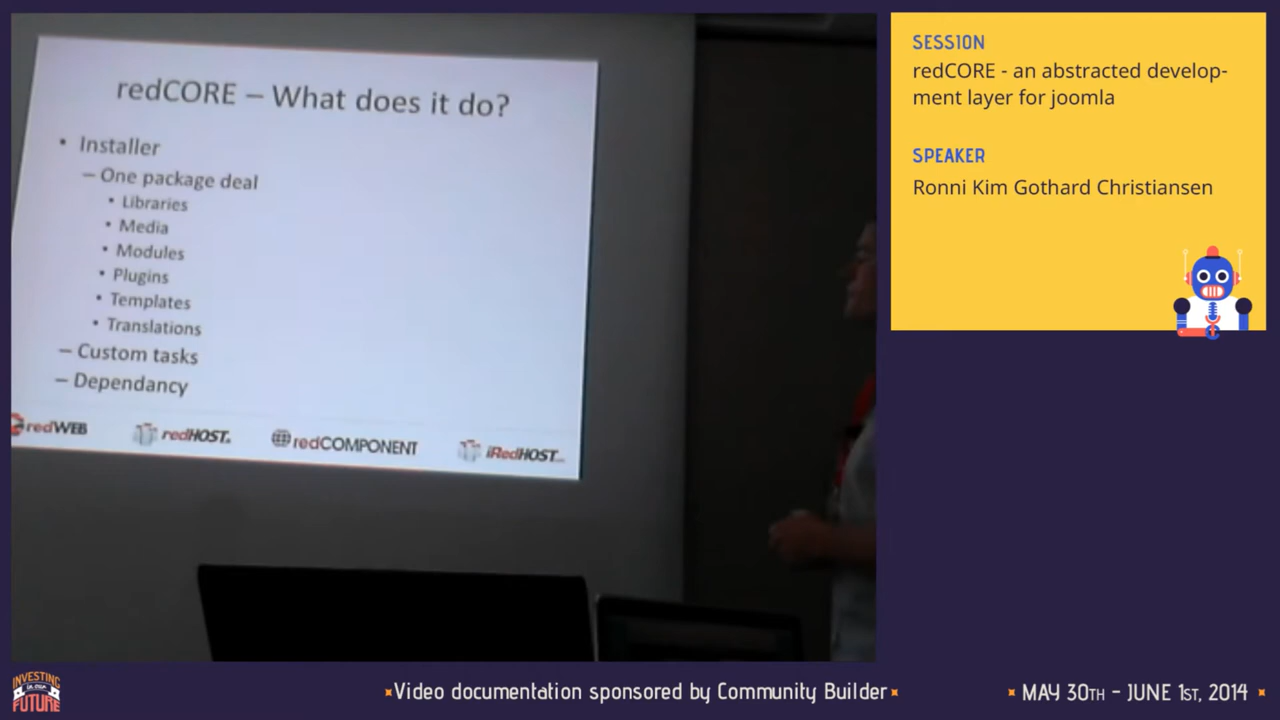 redCORE – What does it do?
• Installer
– One package deal
• Libraries
• Media
• Modules
• Plugins
• Templates
• Translations
– Custom tasks
– Dependancy
redWEB
redHOST
redCOMPONENT
iRedHOST
SESSION
redCORE - an abstracted develop-
ment layer for joomla
SPEAKER
Ronni Kim Gothard Christiansen
INVESTING
in our
FUTURE
Video documentation sponsored by Community Builder
MAY 30TH - JUNE 1ST, 2014